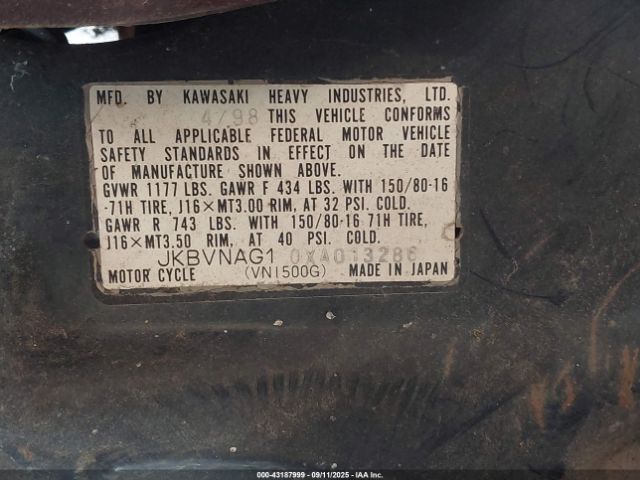 MFD. BY KAWASAKI HEAVY INDUSTRIES, LTD.
4/98 THIS VEHICLE CONFORMS
TO ALL APPLICABLE FEDERAL MOTOR VEHICLE
SAFETY STANDARDS IN EFFECT ON THE DATE
OF MANUFACTURE SHOWN ABOVE.
GVWR 1177 LBS. GAWR F 434 LBS. WITH 150/80-16
-71H TIRE, J16×MT3.00 RIM, AT 32 PSI. COLD.
GAWR R 743 LBS. WITH 150/80-16 71H TIRE,
J16×MT3.50 RIM, AT 40 PSI. COLD.
JKBVNAG1 0XA013286
MOTOR CYCLE (VN1500G) MADE IN JAPAN
000-43187999 - 09/11/2025 - IAA Inc.